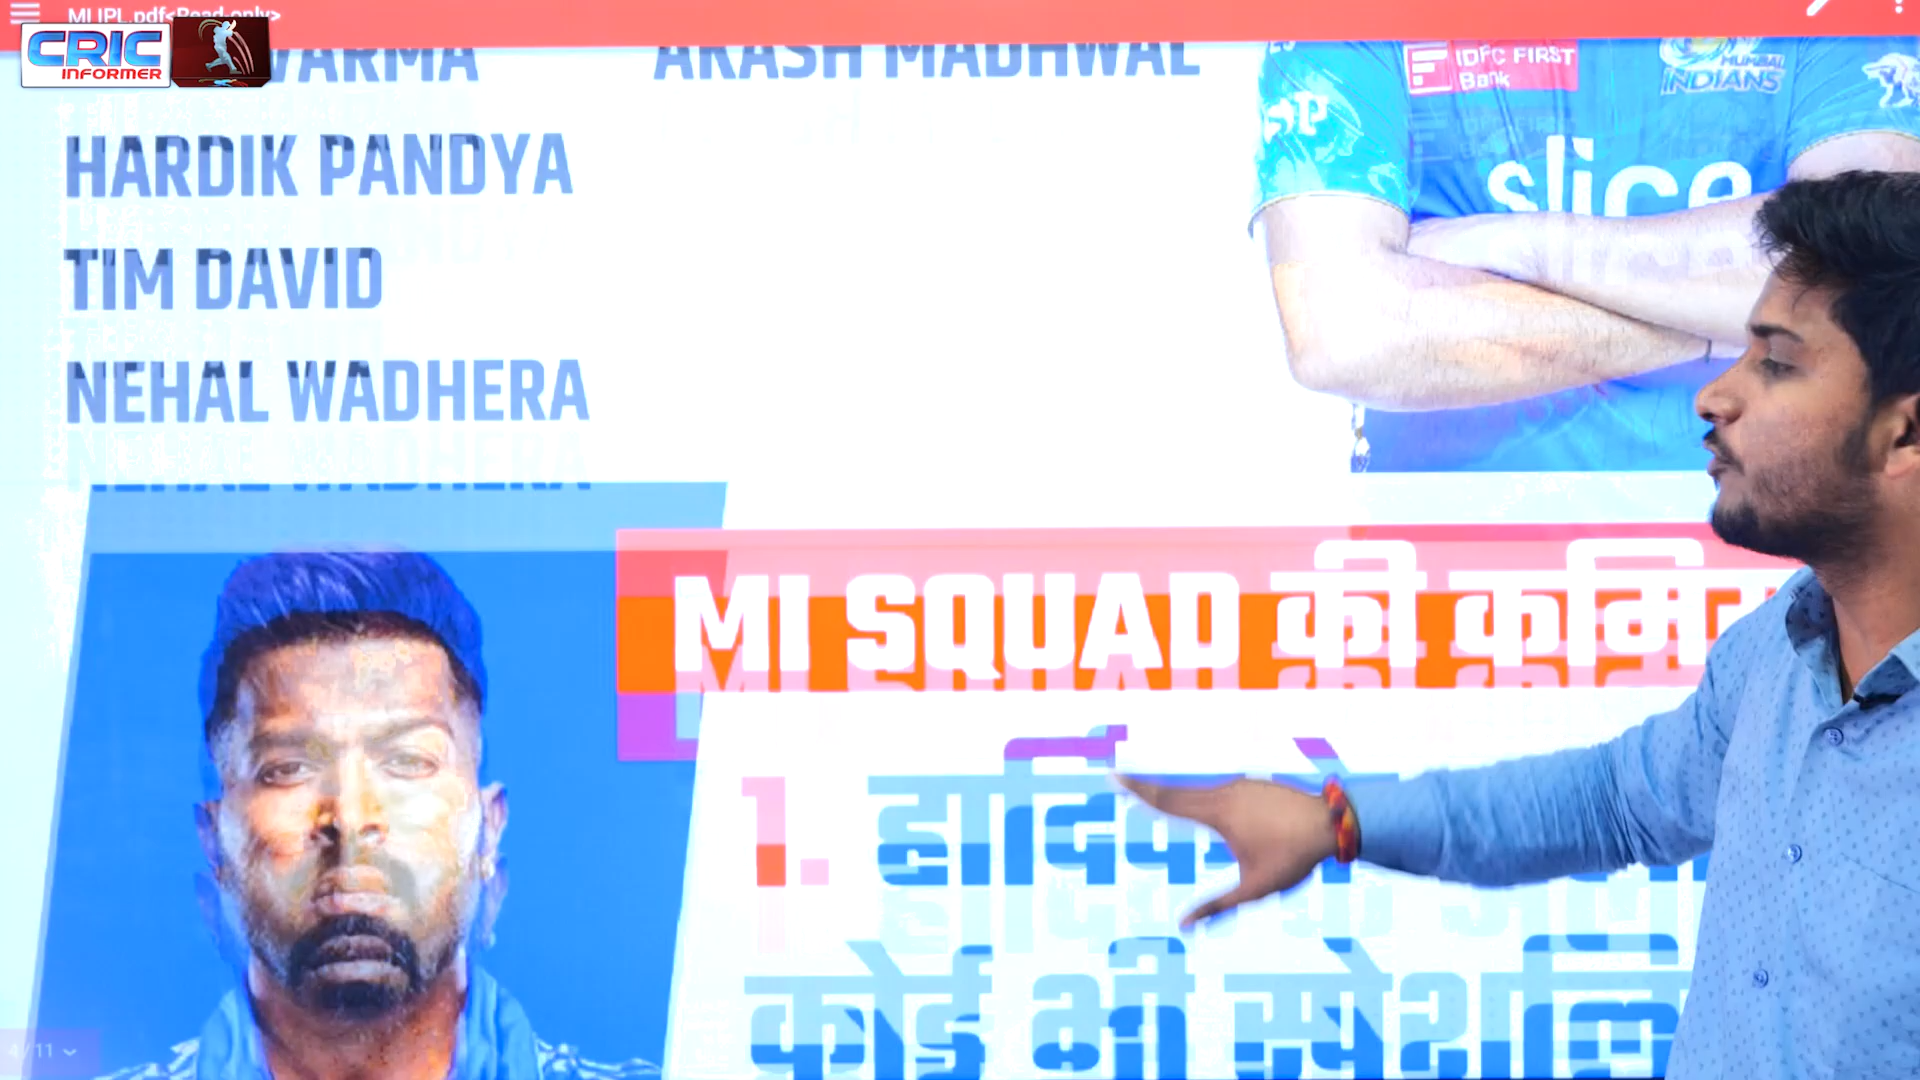 MI IPL.pdf<Read-only>
CRIC
INFORMER
VARMA
AKASH MADHWAL
IDFC FIRST
Bank
MUMBAI
INDIANS
slice
HARDIK PANDYA
TIM DAVID
NEHAL WADHERA
MI SQUAD की
1. हार्दिक के
कोई भी
4/11